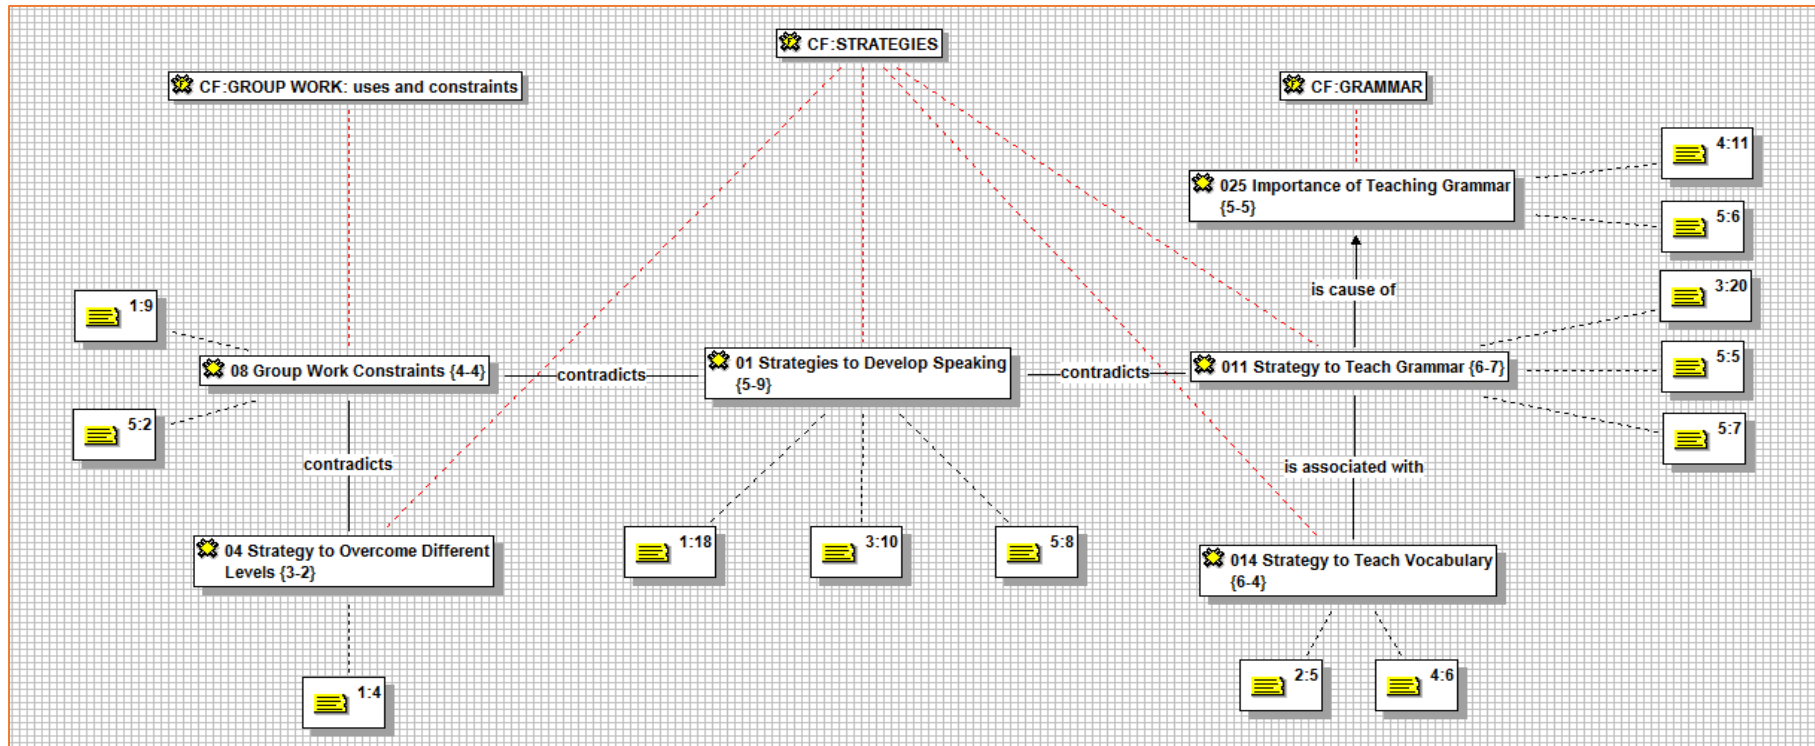 CF:STRATEGIES
CF:GROUP WORK: uses and constraints
CF:GRAMMAR
4:11
025 Importance of Teaching Grammar
{5-5}
5:6
is cause of
3:20
1:9
08 Group Work Constraints {4-4}
contradicts
01 Strategies to Develop Speaking
{5-9}
contradicts
011 Strategy to Teach Grammar {6-7}
5:5
5:2
5:7
contradicts
is associated with
04 Strategy to Overcome Different
Levels {3-2}
1:18
3:10
5:8
014 Strategy to Teach Vocabulary
{6-4}
1:4
2:5
4:6